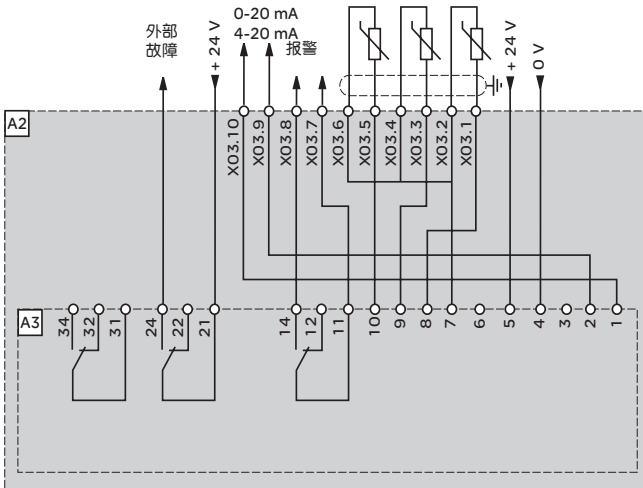 0-20 mA
4-20 mA
外部
故障
+ 24 V
报警
+ 24 V
0 V
A2
X03.10
X03.9
X03.8
X03.7
X03.6
X03.5
X03.4
X03.3
X03.2
X03.1
A3
34
32
31
24
22
21
14
12
11
10
9
8
7
6
5
4
3
2
1